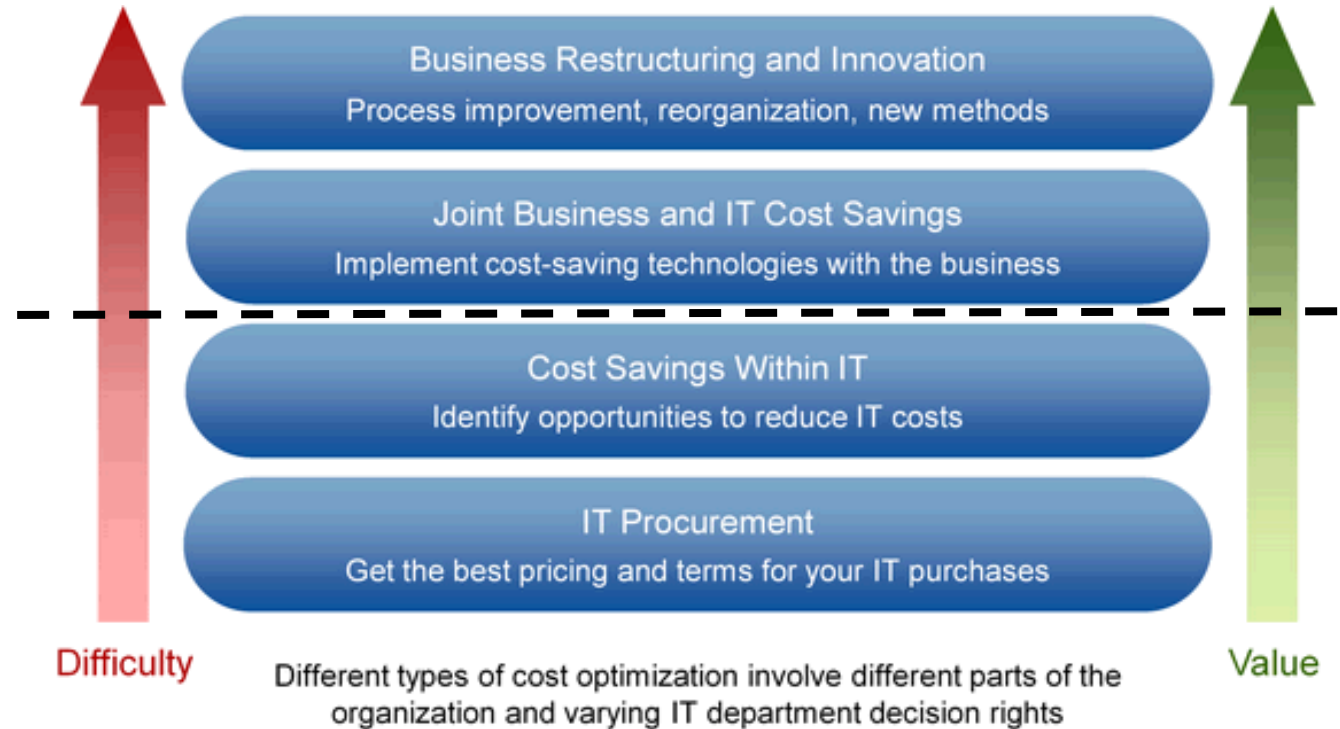 Business Restructuring and Innovation
Process improvement, reorganization, new methods
Joint Business and IT Cost Savings
Implement cost-saving technologies with the business
Cost Savings Within IT
Identify opportunities to reduce IT costs
IT Procurement
Get the best pricing and terms for your IT purchases
Difficulty
Value
Different types of cost optimization involve different parts of the
organization and varying IT department decision rights